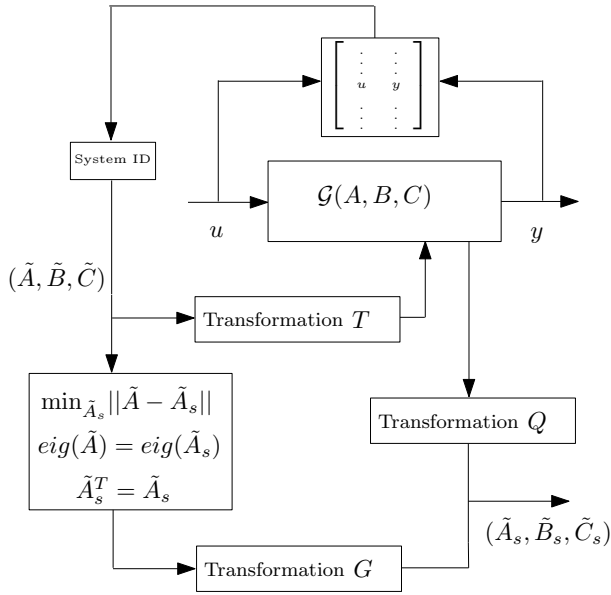 ⋮ ⋮
u y
⋮ ⋮
System ID
𝒢(A, B, C)
u
y
(Ã, B̃, C̃)
Transformation T
min_{Ã_s} ||Ã − Ã_s||
eig(Ã) = eig(Ã_s)
Ã_s^T = Ã_s
Transformation Q
(Ã_s, B̃_s, C̃_s)
Transformation G